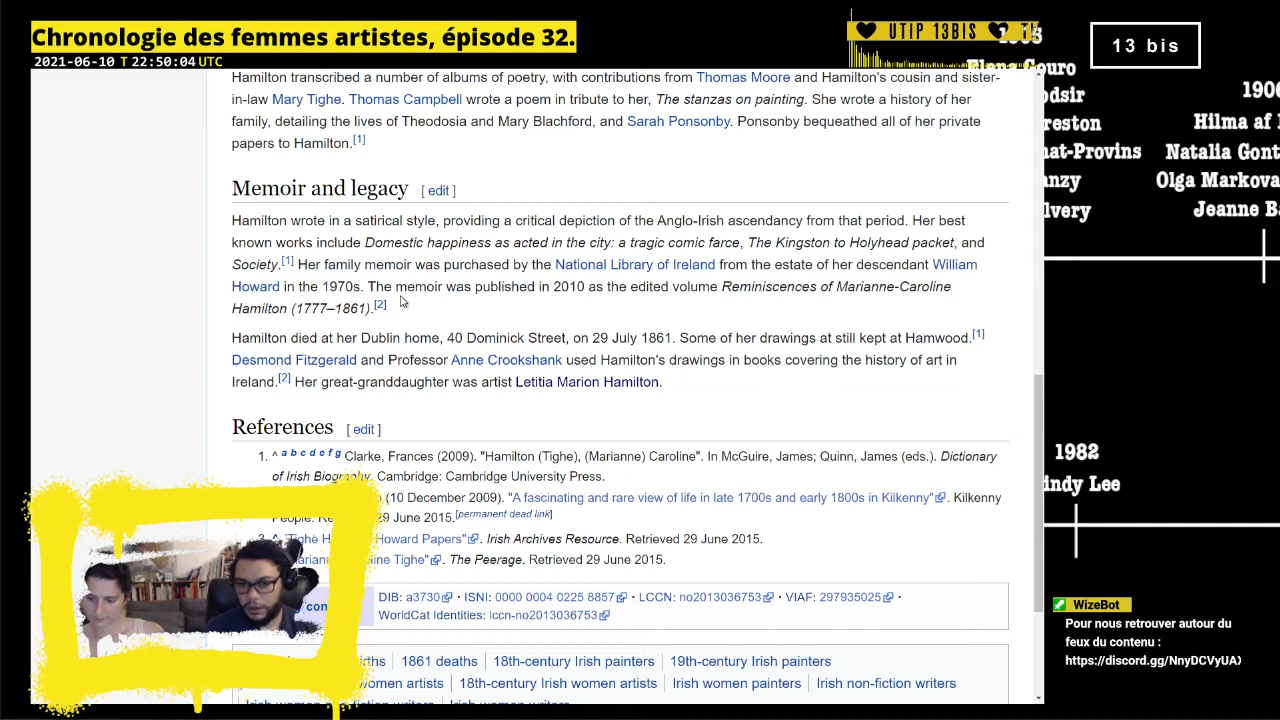 Chronologie des femmes artistes, épisode 32.
2021-06-10 T 22:50:04 UTC
UTIP 13BIS
13 bis
Hamilton transcribed a number of albums of poetry, with contributions from Thomas Moore and Hamilton's cousin and sister-
in-law Mary Tighe. Thomas Campbell wrote a poem in tribute to her, The stanzas on painting. She wrote a history of her
family, detailing the lives of Theodosia and Mary Blachford, and Sarah Ponsonby. Ponsonby bequeathed all of her private
papers to Hamilton.[1]
Memoir and legacy [ edit ]
Hamilton wrote in a satirical style, providing a critical depiction of the Anglo-Irish ascendancy from that period. Her best
known works include Domestic happiness as acted in the city: a tragic comic farce, The Kingston to Holyhead packet, and
Society.[1] Her family memoir was purchased by the National Library of Ireland from the estate of her descendant William
Howard in the 1970s. The memoir was published in 2010 as the edited volume Reminiscences of Marianne-Caroline
Hamilton (1777–1861).[2]
Hamilton died at her Dublin home, 40 Dominick Street, on 29 July 1861. Some of her drawings at still kept at Hamwood.[1]
Desmond Fitzgerald and Professor Anne Crookshank used Hamilton's drawings in books covering the history of art in
Ireland.[2] Her great-granddaughter was artist Letitia Marion Hamilton.
References [ edit ]
1. ^ a b c d e f g Clarke, Frances (2009). "Hamilton (Tighe), (Marianne) Caroline". In McGuire, James; Quinn, James (eds.). Dictionary
of Irish Biography. Cambridge: Cambridge University Press.
(10 December 2009). "A fascinating and rare view of life in late 1700s and early 1800s in Kilkenny". Kilkenny
People. 29 June 2015.[permanent dead link]
Howard Papers". Irish Archives Resource. Retrieved 29 June 2015.
Tighe". The Peerage. Retrieved 29 June 2015.
DIB: a3730 · ISNI: 0000 0004 0225 8857 · LCCN: no2013036753 · VIAF: 297935025 ·
WorldCat Identities: lccn-no2013036753
1861 deaths | 18th-century Irish painters | 19th-century Irish painters
women artists | 18th-century Irish women artists | Irish women painters | Irish non-fiction writers
Gouro
odsir
reston
nat-Provins
anzy
lvery
Hilma af
Natalia Gont
Olga Markova
Jeanne B
1982
indy Lee
WizeBot
Pour nous retrouver autour du
feux du contenu :
https://discord.gg/NnyDCVyUA